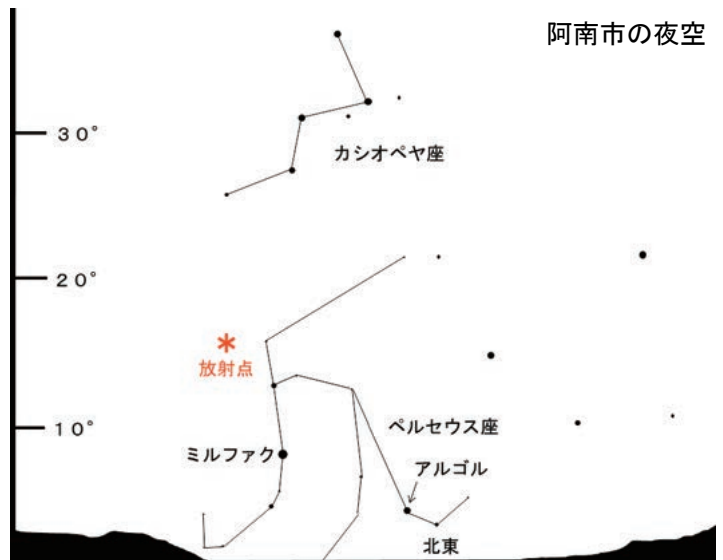 阿南市の夜空
30°
カシオペヤ座
20°
放射点
10°
ペルセウス座
ミルファク
アルゴル
北東